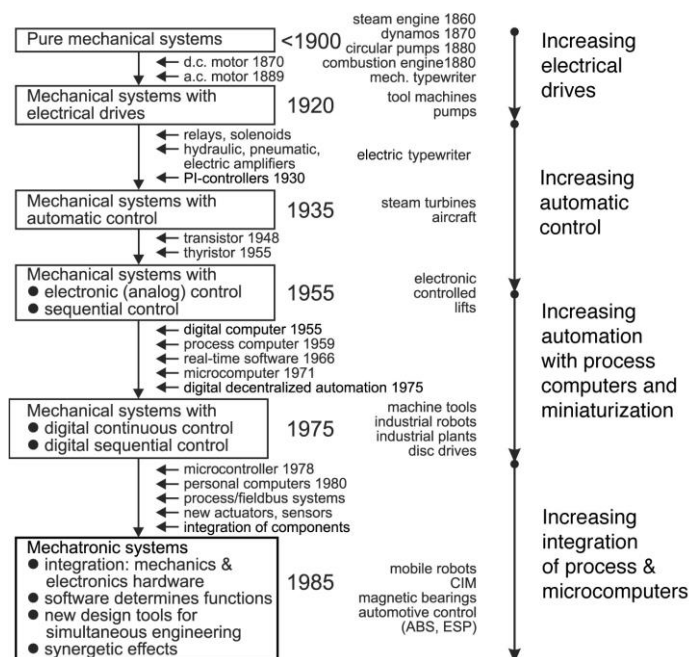 Pure mechanical systems
<1900
steam engine 1860
dynamos 1870
circular pumps 1880
combustion engine1880
mech. typewriter
d.c. motor 1870
a.c. motor 1889
Increasing
electrical
drives
Mechanical systems with
electrical drives
1920
tool machines
pumps
relays, solenoids
hydraulic, pneumatic,
electric amplifiers
PI-controllers 1930
electric typewriter
Increasing
automatic
control
Mechanical systems with
automatic control
1935
steam turbines
aircraft
transistor 1948
thyristor 1955
Mechanical systems with
● electronic (analog) control
● sequential control
1955
electronic
controlled
lifts
digital computer 1955
process computer 1959
real-time software 1966
microcomputer 1971
digital decentralized automation 1975
Increasing
automation
with process
computers and
miniaturization
Mechanical systems with
● digital continuous control
● digital sequential control
1975
machine tools
industrial robots
industrial plants
disc drives
microcontroller 1978
personal computers 1980
process/fieldbus systems
new actuators, sensors
integration of components
Increasing
integration
of process &
microcomputers
Mechatronic systems
● integration: mechanics &
electronics hardware
● software determines functions
● new design tools for
simultaneous engineering
● synergetic effects
1985
mobile robots
CIM
magnetic bearings
automotive control
(ABS, ESP)